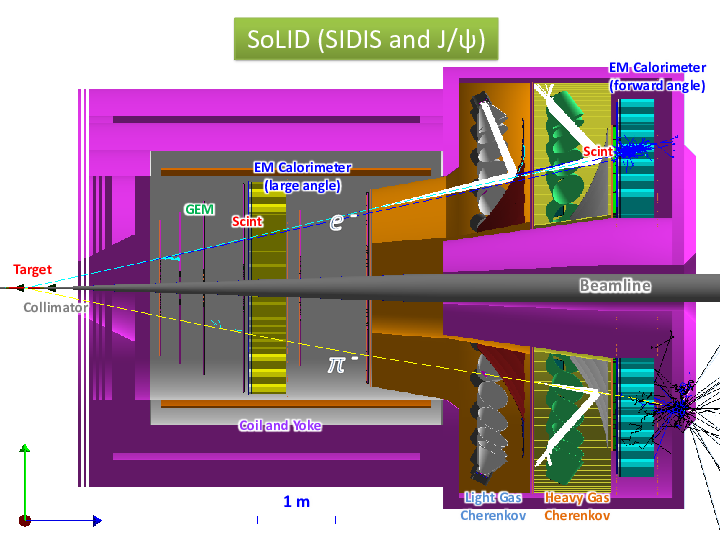 SoLID (SIDIS and J/ψ)
EM Calorimeter
(forward angle)
EM Calorimeter
(large angle)
Scint
GEM
Scint
e⁻
Target
Collimator
Beamline
π⁻
Coil and Yoke
1 m
Light Gas
Cherenkov
Heavy Gas
Cherenkov